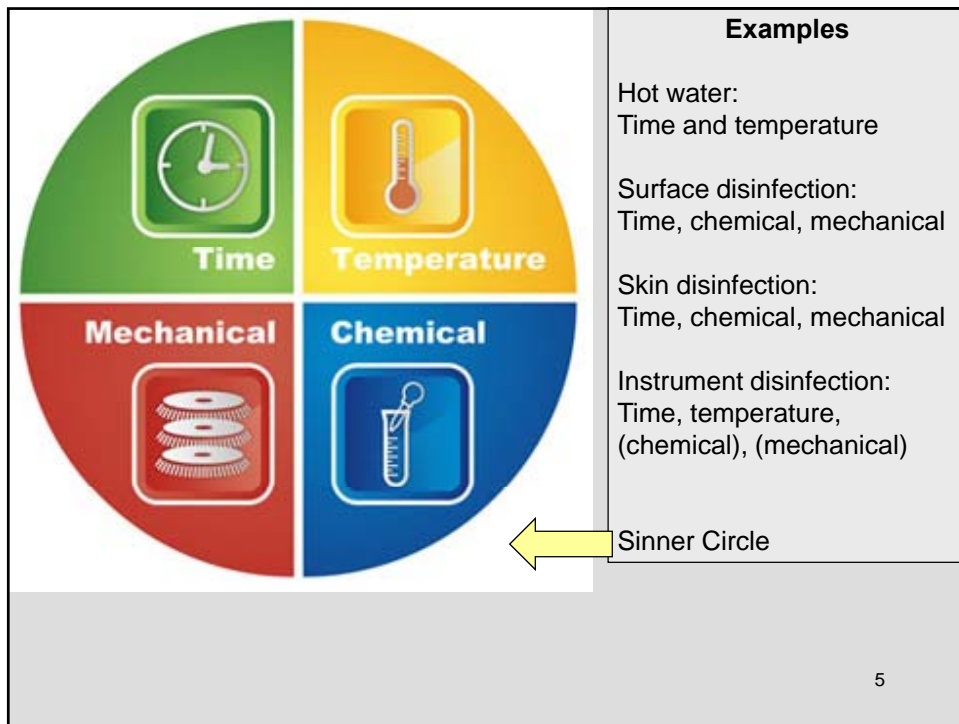 Time
Temperature
Mechanical
Chemical
Examples
Hot water:
Time and temperature
Surface disinfection:
Time, chemical, mechanical
Skin disinfection:
Time, chemical, mechanical
Instrument disinfection:
Time, temperature,
(chemical), (mechanical)
Sinner Circle
5